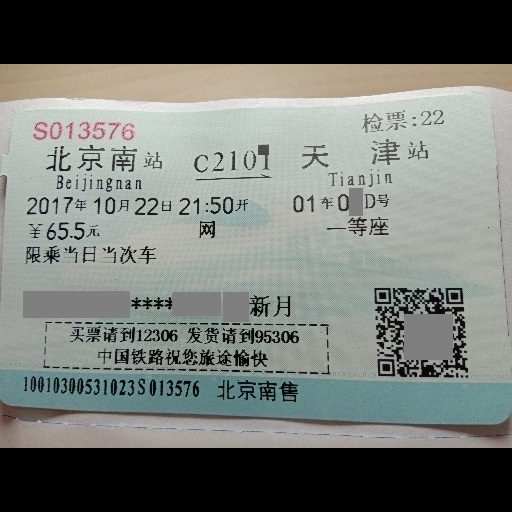 S013576
检票:22
北京南站 C2101 天津站
Beijingnan Tianjin
2017年10月22日21:50开 01车0D号
￥65.5元 网 一等座
限乘当日当次车
****新月
买票请到12306 发货请到95306
中国铁路祝您旅途愉快
10010300531023S013576 北京南售